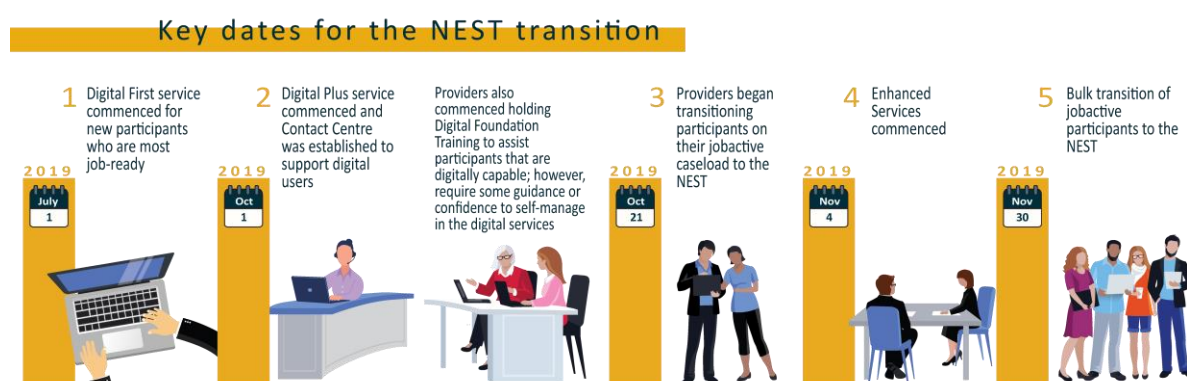 Key dates for the NEST transition
1
Digital First service
commenced for
new participants
who are most
job-ready
2019
July
1
2
Digital Plus service
commenced and
Contact Centre
was established to
support digital
users
2019
Oct
1
Providers also
commenced holding
Digital Foundation
Training to assist
participants that are
digitally capable; however,
require some guidance or
confidence to self-manage
in the digital services
3
Providers began
transitioning
participants on
their jobactive
caseload to the
NEST
2019
Oct
21
4
Enhanced
Services
commenced
2019
Nov
4
5
Bulk transition of
jobactive
participants to the
NEST
2019
Nov
30